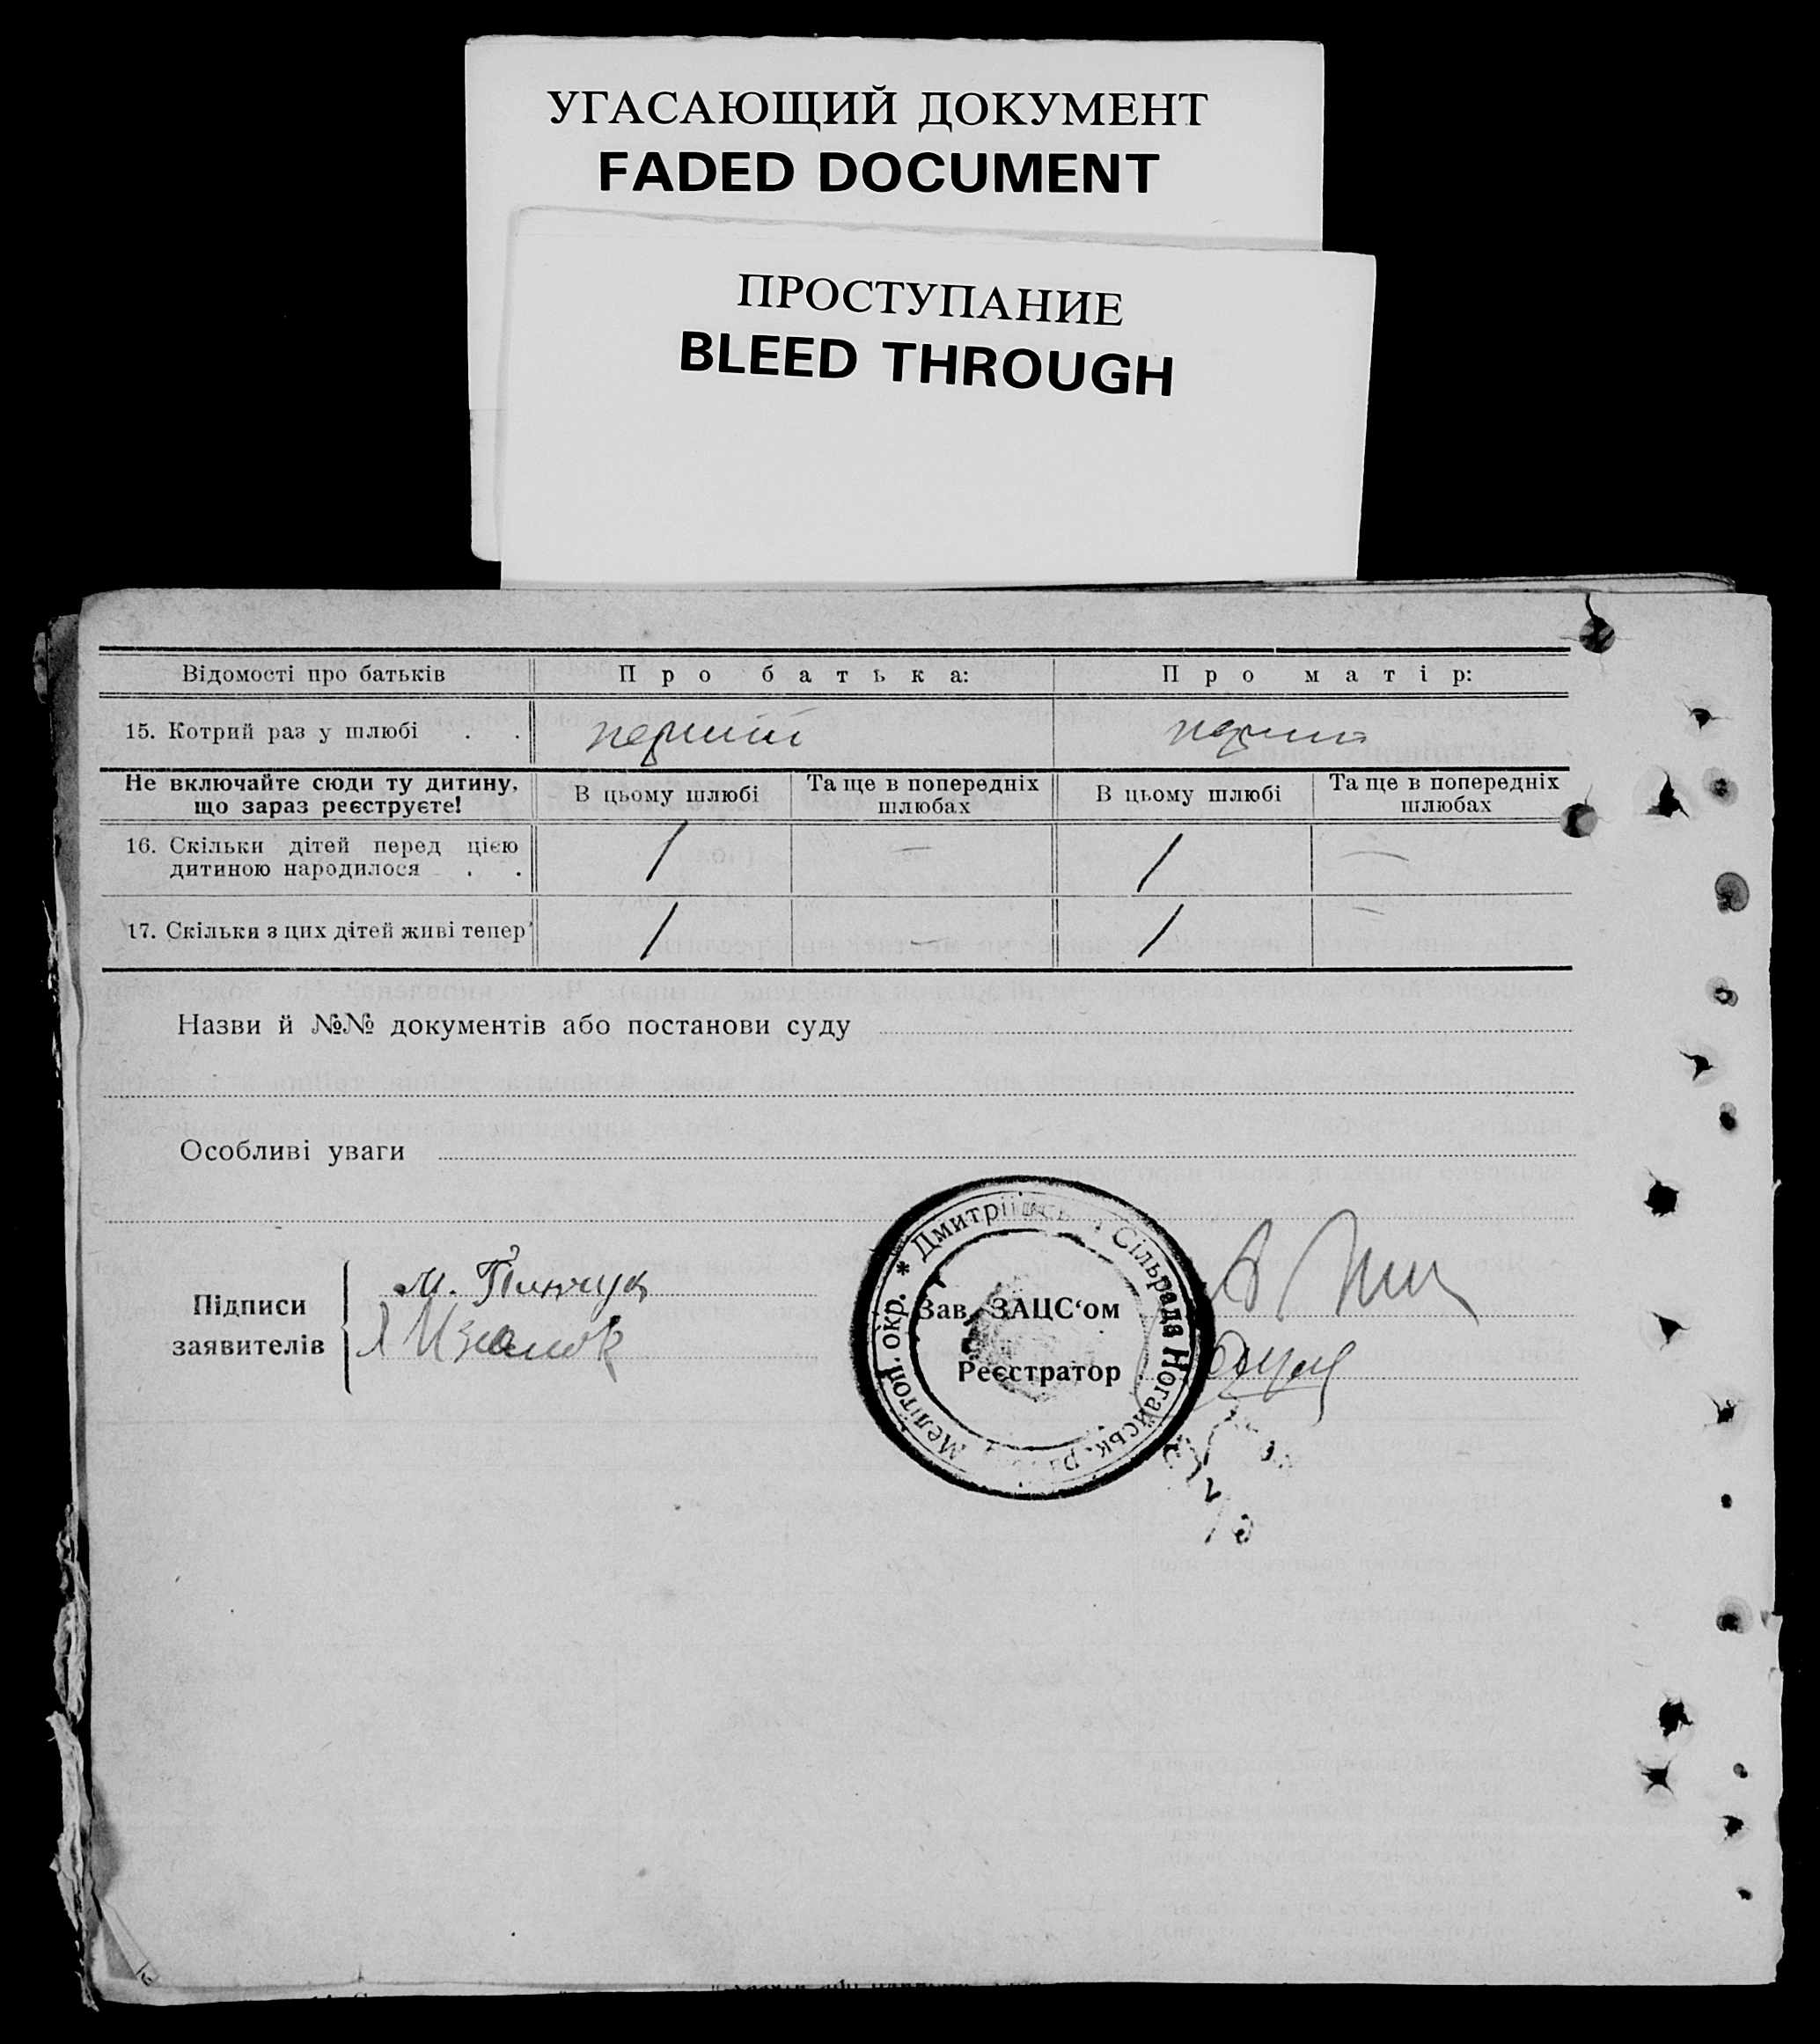 УГАСАЮЩИЙ ДОКУМЕНТ
FADED DOCUMENT
ПРОСТУПАНИЕ
BLEED THROUGH
Відомості про батьків Про батька: Про матір:
15. Котрий раз у шлюбі . . перший
Не включайте сюди ту дитину, що зараз реєструєте! В цьому шлюбі Та ще в попередніх шлюбах В цьому шлюбі Та ще в попередніх шлюбах
16. Скільки дітей перед цією
дитиною народилося . . 1 — 1 —
17. Скільки з цих дітей живі тепер 1 — 1 —
Назви й №№ документів або постанови суду
Особливі уваги
Підписи заявителів
М. Пинчук
* Дмитріївська Сільрада Ногайськ. Мелітоп. окр.
Зав. ЗАЦС‘ом
Реєстратор